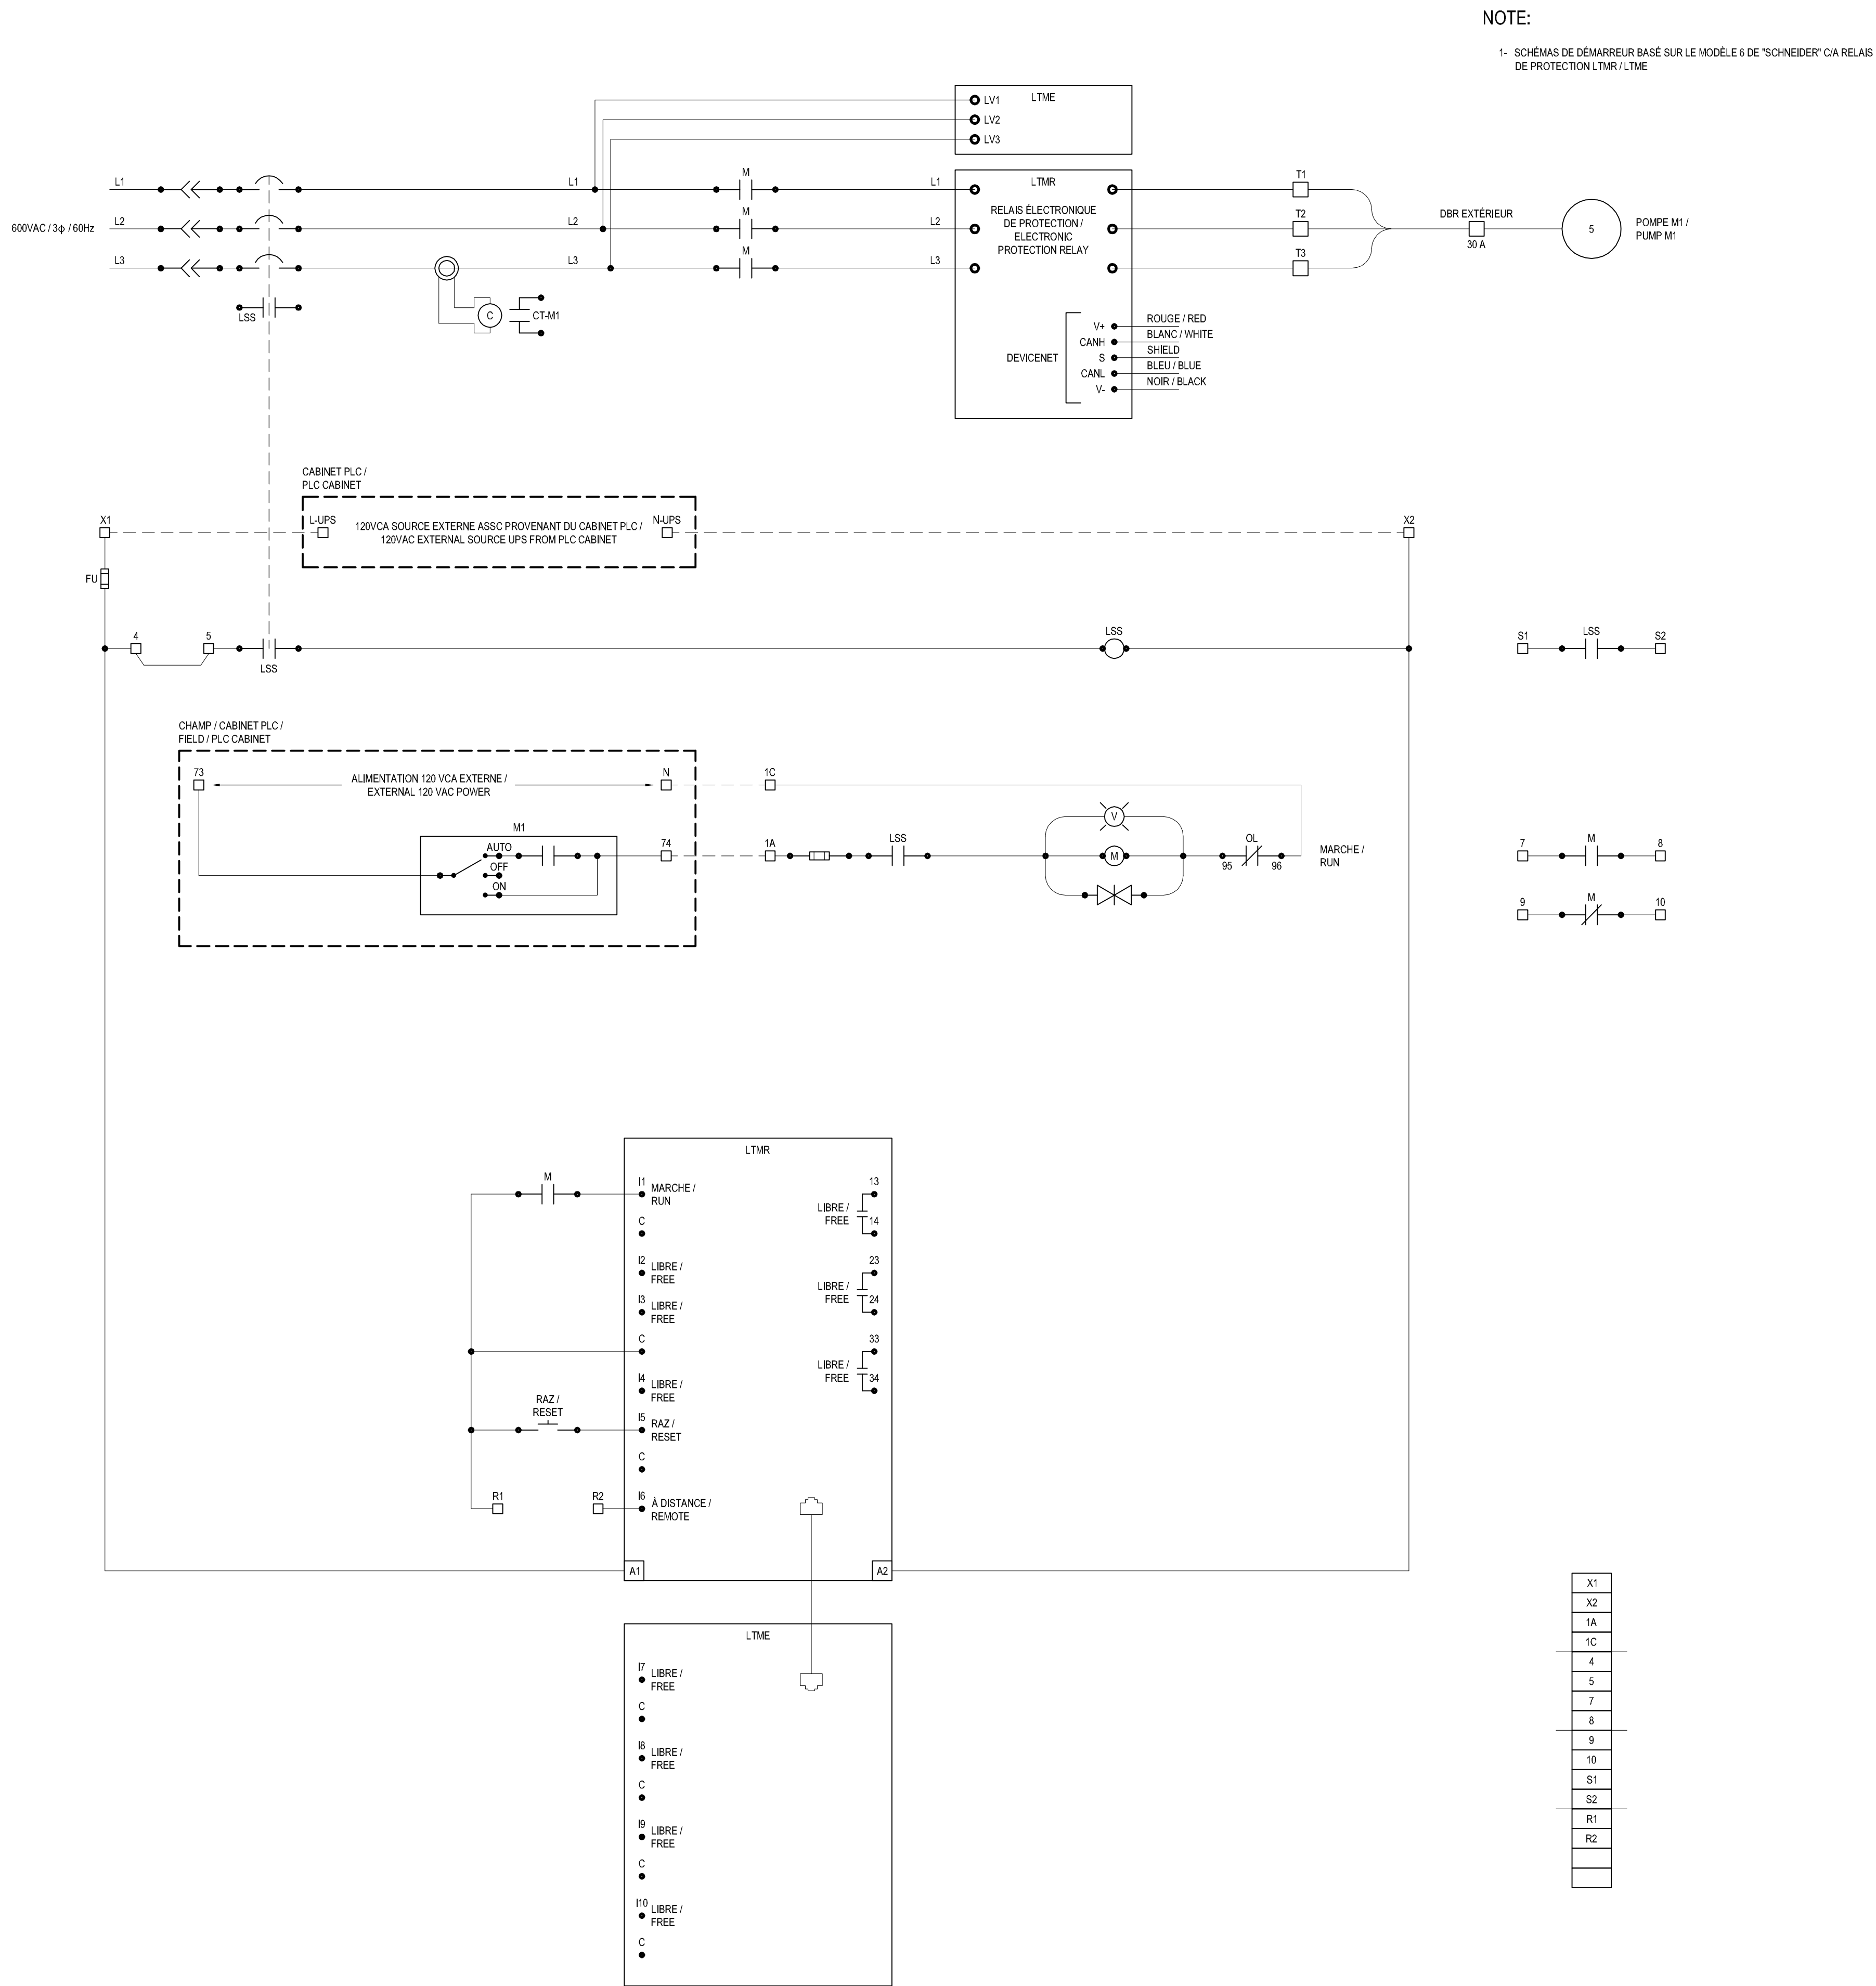 NOTE:
1- SCHÉMAS DE DÉMARREUR BASÉ SUR LE MODÈLE 6 DE "SCHNEIDER" C/A RELAIS
DE PROTECTION LTMR / LTME
LTME
LV1
LV2
LV3
L1
L1
M
L1
LTMR
T1
600VAC / 3ϕ / 60Hz
L2
L2
M
L2
RELAIS ÉLECTRONIQUE
DE PROTECTION /
ELECTRONIC
PROTECTION RELAY
T2
DBR EXTÉRIEUR
30 A
5
POMPE M1 /
PUMP M1
L3
L3
M
L3
T3
LSS
C
CT-M1
DEVICENET
V+
ROUGE / RED
CANH
BLANC / WHITE
S
SHIELD
CANL
BLEU / BLUE
V-
NOIR / BLACK
CABINET PLC /
PLC CABINET
X1
L-UPS
120VCA SOURCE EXTERNE ASSC PROVENANT DU CABINET PLC /
120VAC EXTERNAL SOURCE UPS FROM PLC CABINET
N-UPS
X2
FU
4
5
LSS
LSS
S1
LSS
S2
CHAMP / CABINET PLC /
FIELD / PLC CABINET
73
ALIMENTATION 120 VCA EXTERNE /
EXTERNAL 120 VAC POWER
N
1C
M1
AUTO
OFF
ON
74
1A
LSS
V
M
OL
95
96
MARCHE /
RUN
7
M
8
9
M
10
LTMR
M
I1
MARCHE /
RUN
C
I2
LIBRE /
FREE
I3
LIBRE /
FREE
C
I4
LIBRE /
FREE
RAZ /
RESET
I5
RAZ /
RESET
C
R1
R2
I6
À DISTANCE /
REMOTE
13
LIBRE /
FREE
14
23
LIBRE /
FREE
24
33
LIBRE /
FREE
34
A1
A2
LTME
I7
LIBRE /
FREE
C
I8
LIBRE /
FREE
C
I9
LIBRE /
FREE
C
I10
LIBRE /
FREE
C
X1
X2
1A
1C
4
5
7
8
9
10
S1
S2
R1
R2